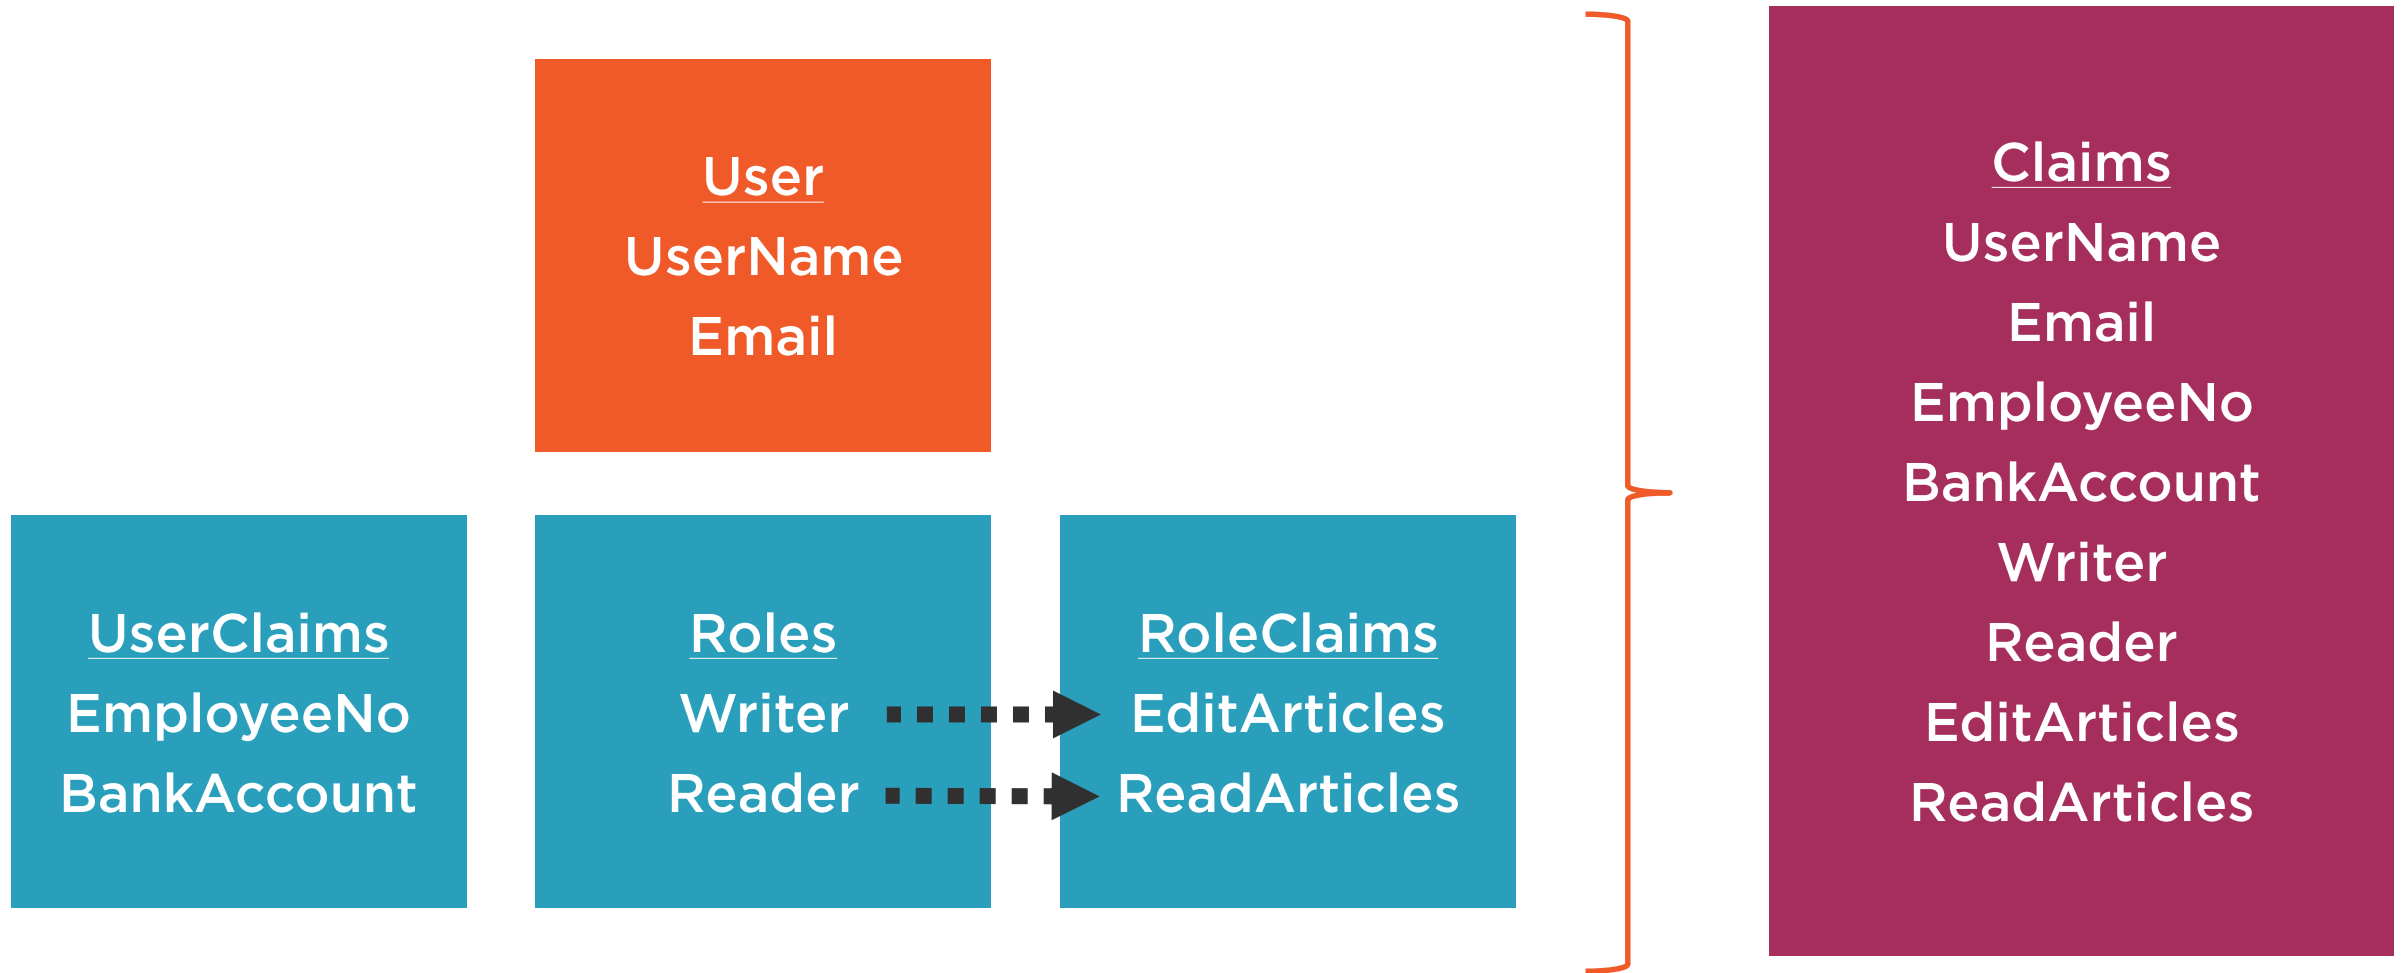 User
UserName
Email
UserClaims
EmployeeNo
BankAccount
Roles
Writer
Reader
RoleClaims
EditArticles
ReadArticles
Claims
UserName
Email
EmployeeNo
BankAccount
Writer
Reader
EditArticles
ReadArticles